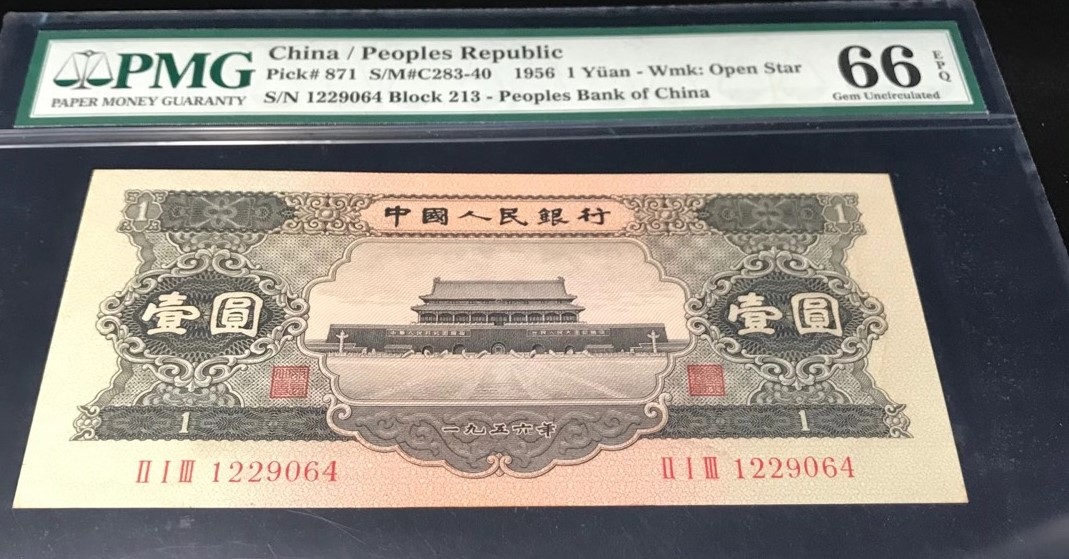 PMG
PAPER MONEY GUARANTY
China / Peoples Republic
Pick# 871 S/M#C283-40 1956 1 Yüan - Wmk: Open Star
S/N 1229064 Block 213 - Peoples Bank of China
66 EPQ
Gem Uncirculated
1 中國人民銀行 1
壹圓 壹圓
1 一九五六年 1
II I III 1229064 II I III 1229064